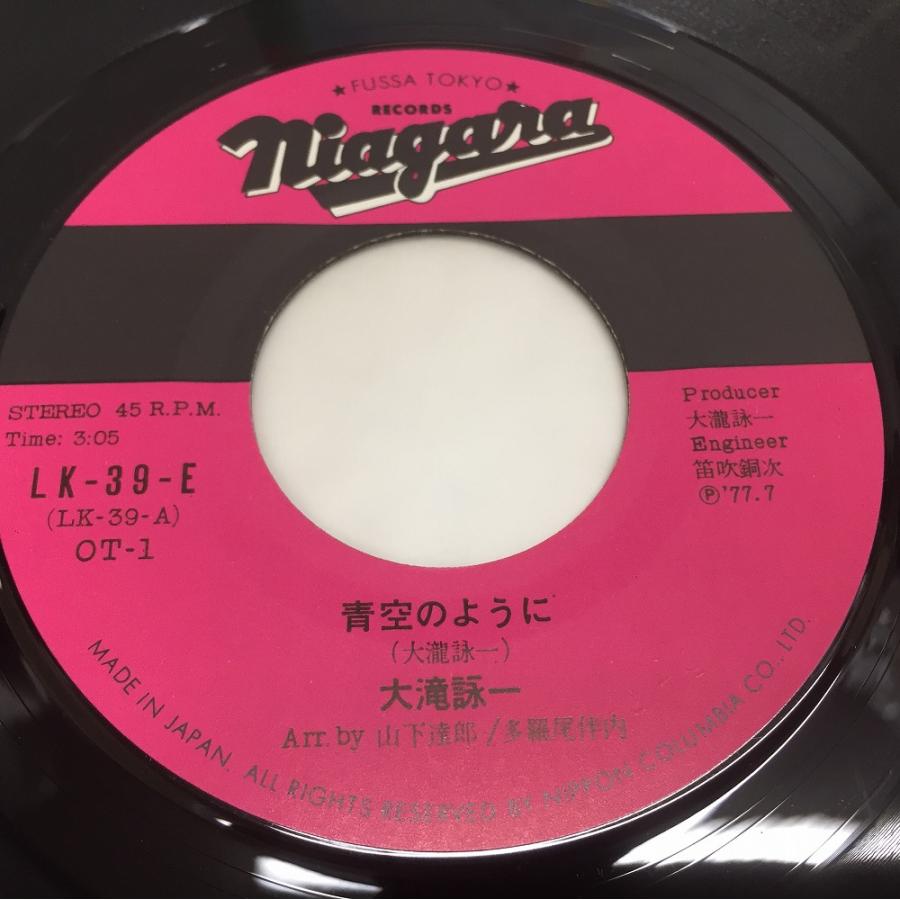 ★FUSSA TOKYO★
RECORDS
Niagara
STEREO 45 R.P.M.
Time: 3:05
LK-39-E
(LK-39-A)
OT-1
Producer
大瀧詠一
Engineer
笛吹銅次
Ⓟ'77.7
青空のように
(大瀧詠一)
大滝詠一
Arr. by 山下達郎/多羅尾伴内
MADE IN JAPAN. ALL RIGHTS RESERVED BY NIPPON COLUMBIA CO., LTD.